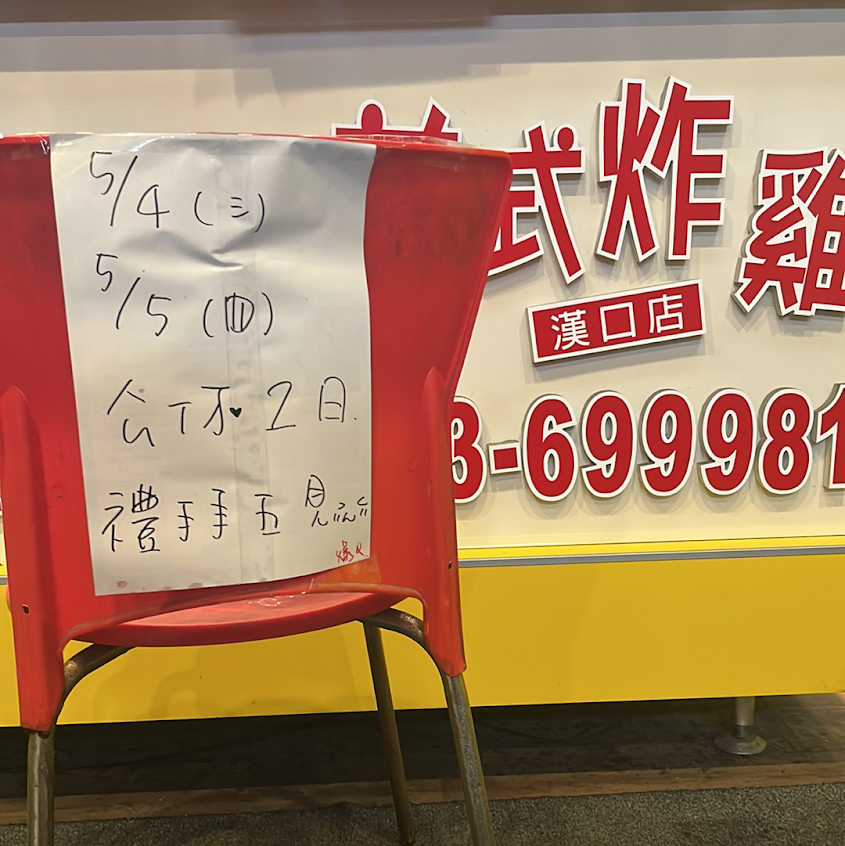 5/4 (三)
5/5 (四)
公休♥2日.
禮拜五見
美式炸雞
漢口店
3-699981